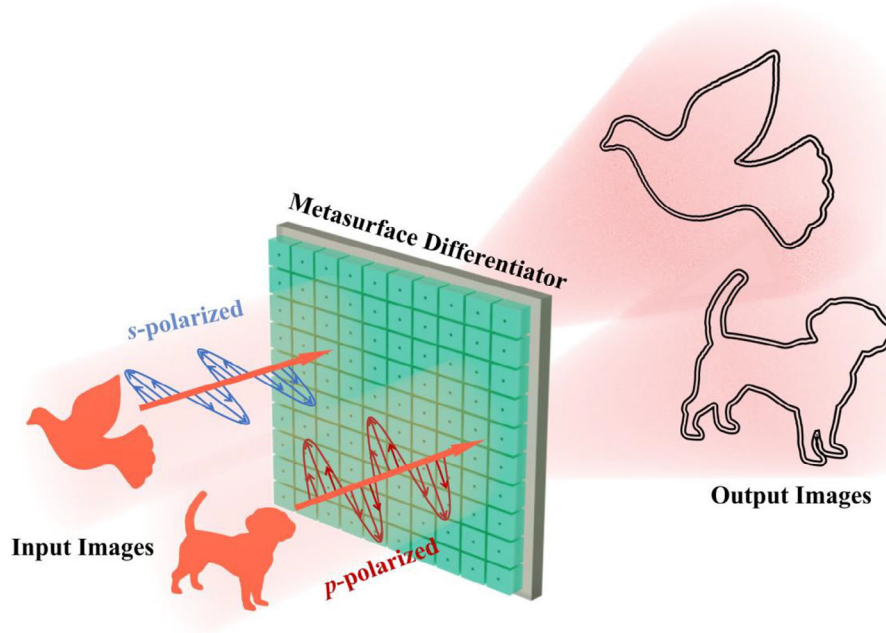 Metasurface Differentiator
s-polarized
Input Images
p-polarized
Output Images